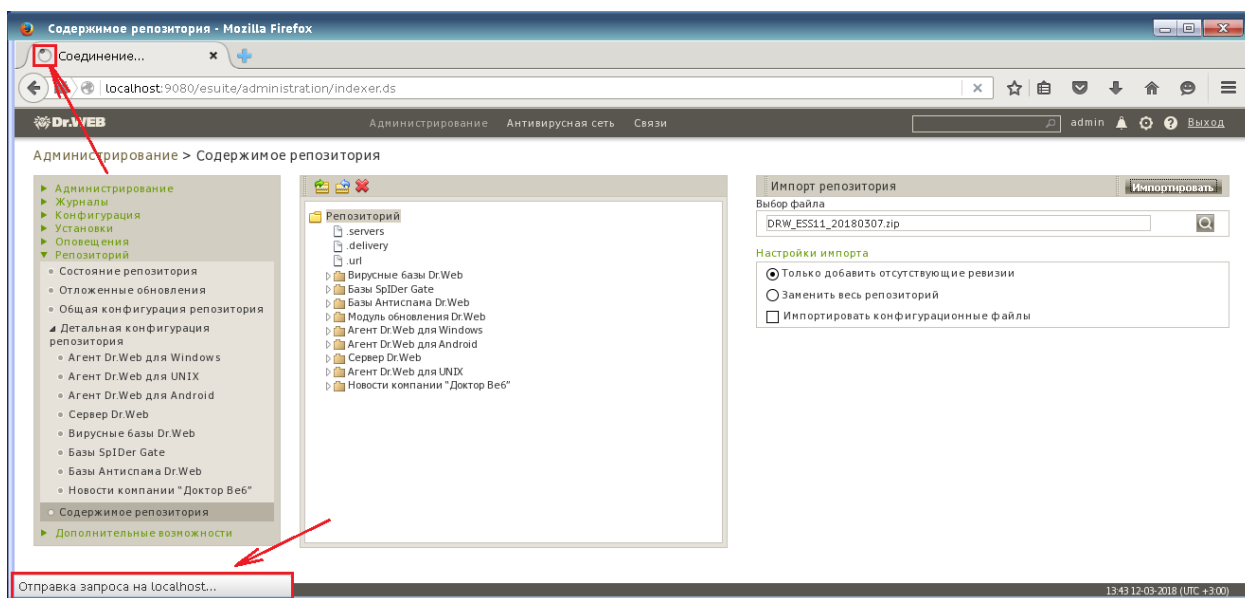 Содержимое репозитория - Mozilla Firefox
Соединение...
localhost:9080/esuite/administration/indexer.ds
Dr.WEB
Администрирование Антивирусная сеть Связи
admin
Выход
Администрирование > Содержимое репозитория
Администрирование
Журналы
Конфигурация
Установки
Оповещения
Репозиторий
Состояние репозитория
Отложенные обновления
Общая конфигурация репозитория
Детальная конфигурация
репозитория
Агент Dr.Web для Windows
Агент Dr.Web для UNIX
Агент Dr.Web для Android
Сервер Dr.Web
Вирусные базы Dr.Web
Базы SpIDer Gate
Базы Антиспама Dr.Web
Новости компании "Доктор Веб"
Содержимое репозитория
Дополнительные возможности
Репозиторий
.servers
.delivery
.url
Вирусные базы Dr.Web
Базы SpIDer Gate
Базы Антиспама Dr.Web
Модуль обновления Dr.Web
Агент Dr.Web для Windows
Агент Dr.Web для Android
Сервер Dr.Web
Агент Dr.Web для UNIX
Новости компании "Доктор Веб"
Импорт репозитория
Импортировать
Выбор файла
DRW_ESS11_20180307.zip
Настройки импорта
Только добавить отсутствующие ревизии
Заменить весь репозиторий
Импортировать конфигурационные файлы
Отправка запроса на localhost...
13:43 12-03-2018 (UTC +3:00)